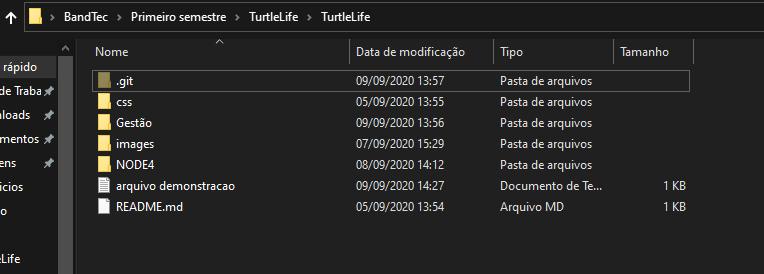 BandTec > Primeiro semestre > TurtleLife > TurtleLife
Nome Data de modificação Tipo Tamanho
rápido
.git 09/09/2020 13:57 Pasta de arquivos
de Traba css 05/09/2020 13:55 Pasta de arquivos
nloads Gestão 09/09/2020 13:56 Pasta de arquivos
mentos images 07/09/2020 15:29 Pasta de arquivos
ens NODE4 08/09/2020 14:12 Pasta de arquivos
icios arquivo demonstracao 09/09/2020 14:27 Documento de Te... 1 KB
o README.md 05/09/2020 13:54 Arquivo MD 1 KB
eLife